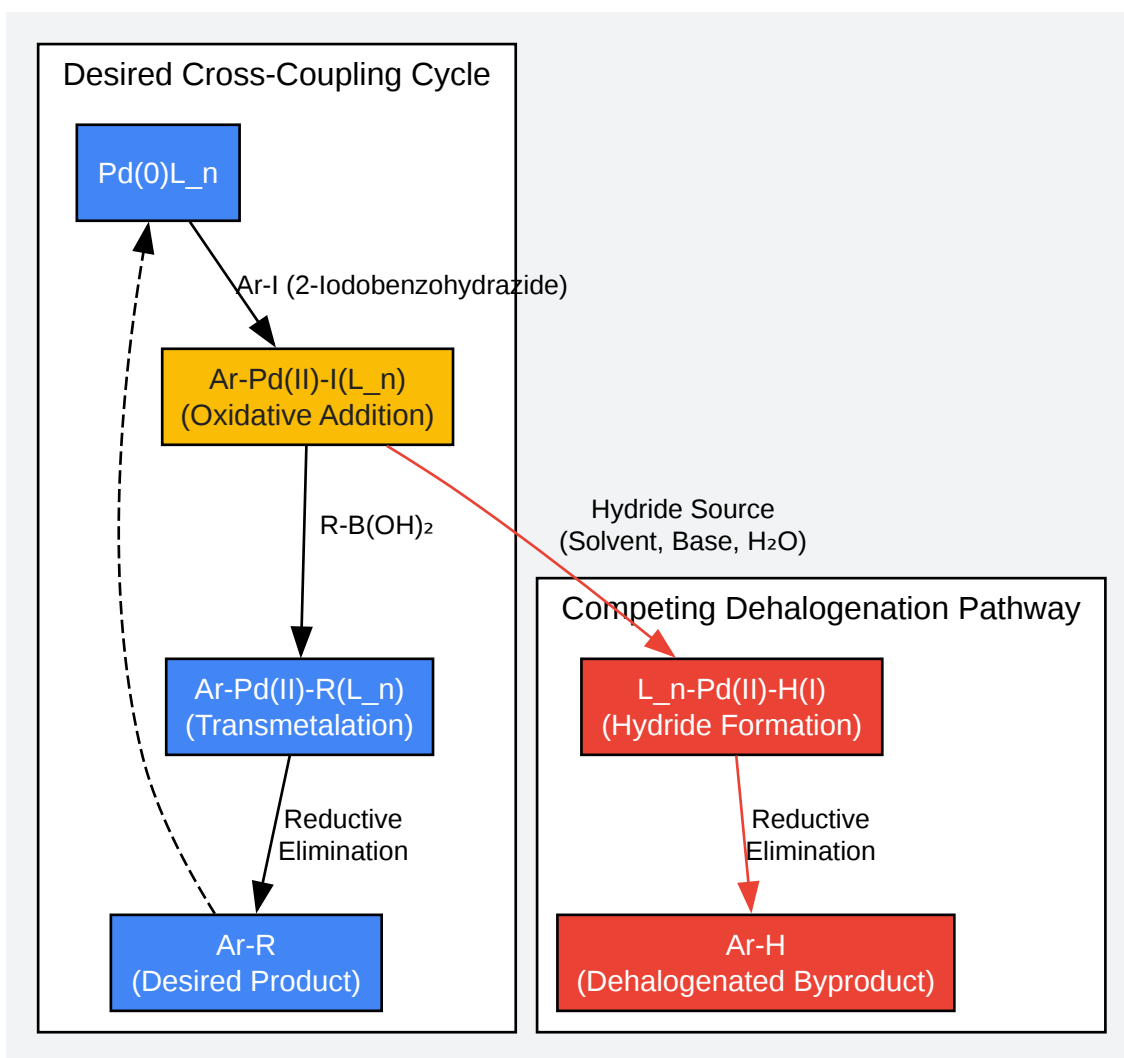 Desired Cross-Coupling Cycle
Pd(0)L_n
Ar-I (2-Iodobenzohydrazide)
Ar-Pd(II)-I(L_n)
(Oxidative Addition)
R-B(OH)₂
Hydride Source
(Solvent, Base, H₂O)
Competing Dehalogenation Pathway
Ar-Pd(II)-R(L_n)
(Transmetalation)
L_n-Pd(II)-H(I)
(Hydride Formation)
Reductive
Elimination
Reductive
Elimination
Ar-R
(Desired Product)
Ar-H
(Dehalogenated Byproduct)